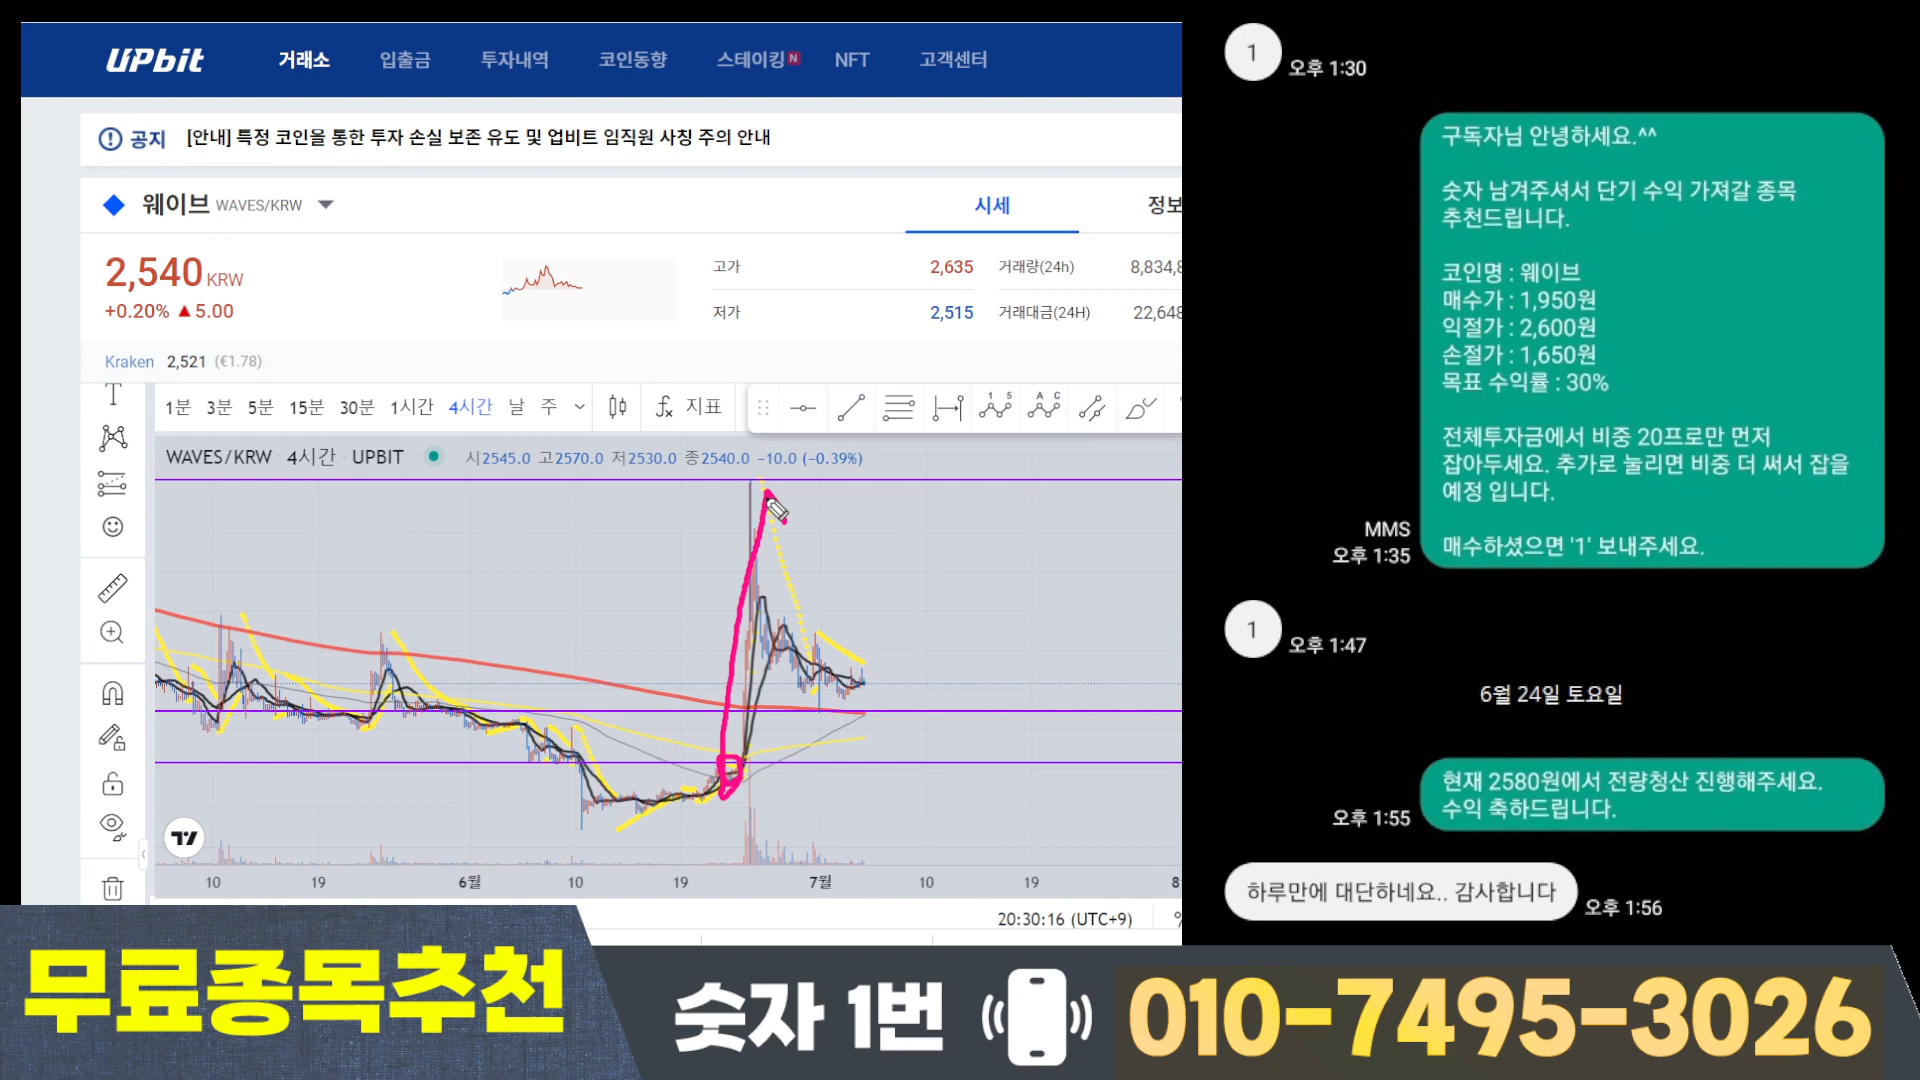 UPbit
거래소 입출금 투자내역 코인동향 스테이킹 N NFT 고객센터
공지 [안내] 특정 코인을 통한 투자 손실 보존 유도 및 업비트 임직원 사칭 주의 안내
웨이브 WAVES/KRW
시세 정보
2,540 KRW
+0.20% ▲5.00
고가 2,635 거래량(24h) 8,834,8
저가 2,515 거래대금(24H) 22,648
Kraken 2,521 (€1.78)
1분 3분 5분 15분 30분 1시간 4시간 날 주 지표
WAVES/KRW 4시간 UPBIT 시2545.0 고2570.0 저2530.0 종2540.0 −10.0 (−0.39%)
10 19 6월 10 19 7월 10 19 8
20:30:16 (UTC+9) %
1 오후 1:30
구독자님 안녕하세요.^^
숫자 남겨주셔서 단기 수익 가져갈 종목
추천드립니다.
코인명 : 웨이브
매수가 : 1,950원
익절가 : 2,600원
손절가 : 1,650원
목표 수익률 : 30%
전체투자금에서 비중 20프로만 먼저
잡아두세요. 추가로 눌리면 비중 더 써서 잡을
예정 입니다.
매수하셨으면 '1' 보내주세요.
MMS
오후 1:35
1 오후 1:47
6월 24일 토요일
현재 2580원에서 전량청산 진행해주세요.
수익 축하드립니다.
오후 1:55
하루만에 대단하네요.. 감사합니다 오후 1:56
무료종목추천
숫자 1번 010-7495-3026